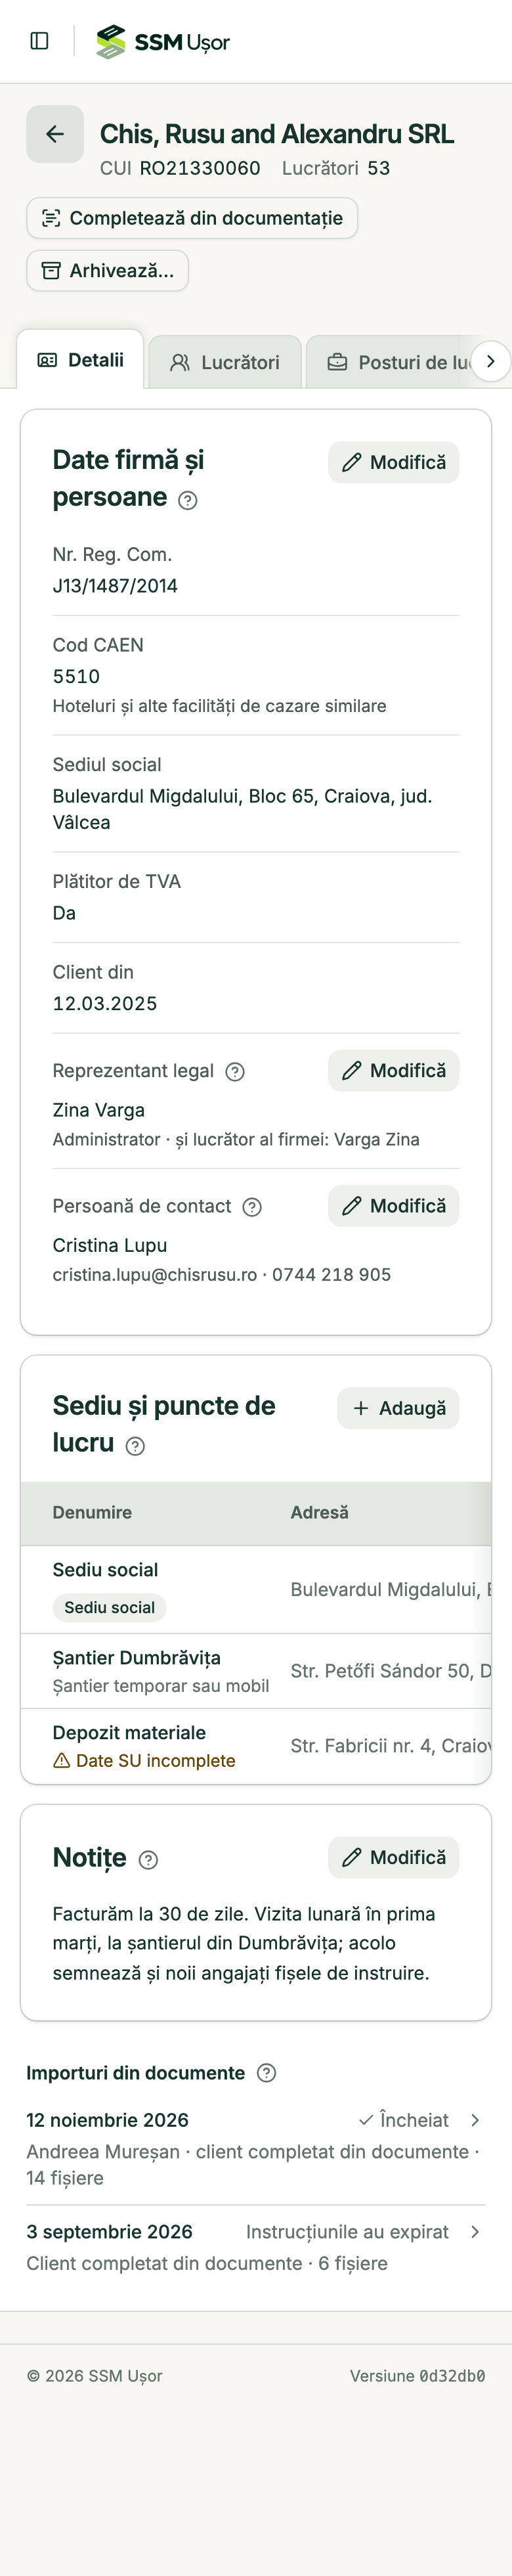 SSM Ușor
Chis, Rusu and Alexandru SRL
CUI RO21330060 Lucrători 53
Completează din documentație
Arhivează...
Detalii
Lucrători
Posturi de
Date firmă și
persoane
Modifică
Nr. Reg. Com.
J13/1487/2014
Cod CAEN
5510
Hoteluri și alte facilități de cazare similare
Sediul social
Bulevardul Migdalului, Bloc 65, Craiova, jud.
Vâlcea
Plătitor de TVA
Da
Client din
12.03.2025
Reprezentant legal
Modifică
Zina Varga
Administrator · și lucrător al firmei: Varga Zina
Persoană de contact
Modifică
Cristina Lupu
cristina.lupu@chisrusu.ro · 0744 218 905
Sediu și puncte de
lucru
Adaugă
Denumire
Adresă
Sediu social
Sediu social
Bulevardul Migdalului,
Șantier Dumbrăvița
Șantier temporar sau mobil
Str. Petőfi Sándor 50,
Depozit materiale
Date SU incomplete
Str. Fabricii nr. 4,
Notițe
Modifică
Facturăm la 30 de zile. Vizita lunară în prima
marți, la șantierul din Dumbrăvița; acolo
semnează și noii angajați fișele de instruire.
Importuri din documente
12 noiembrie 2026
Încheiat
Andreea Mureșan · client completat din documente ·
14 fișiere
3 septembrie 2026
Instrucțiunile au expirat
Client completat din documente · 6 fișiere
© 2026 SSM Ușor
Versiune 0d32db0